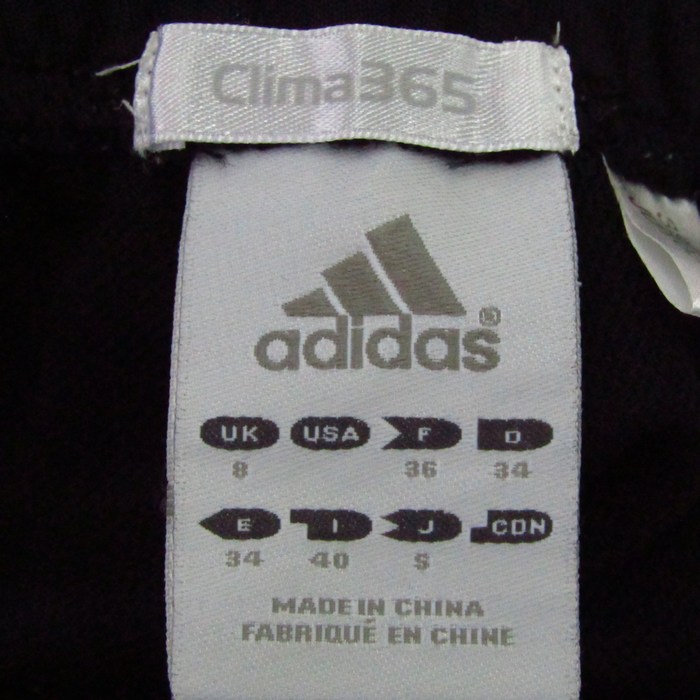 Clima365
adidas®
UK USA F D
8 36 34
E I J CDN
34 40 S
MADE IN CHINA
FABRIQUÉ EN CHINE